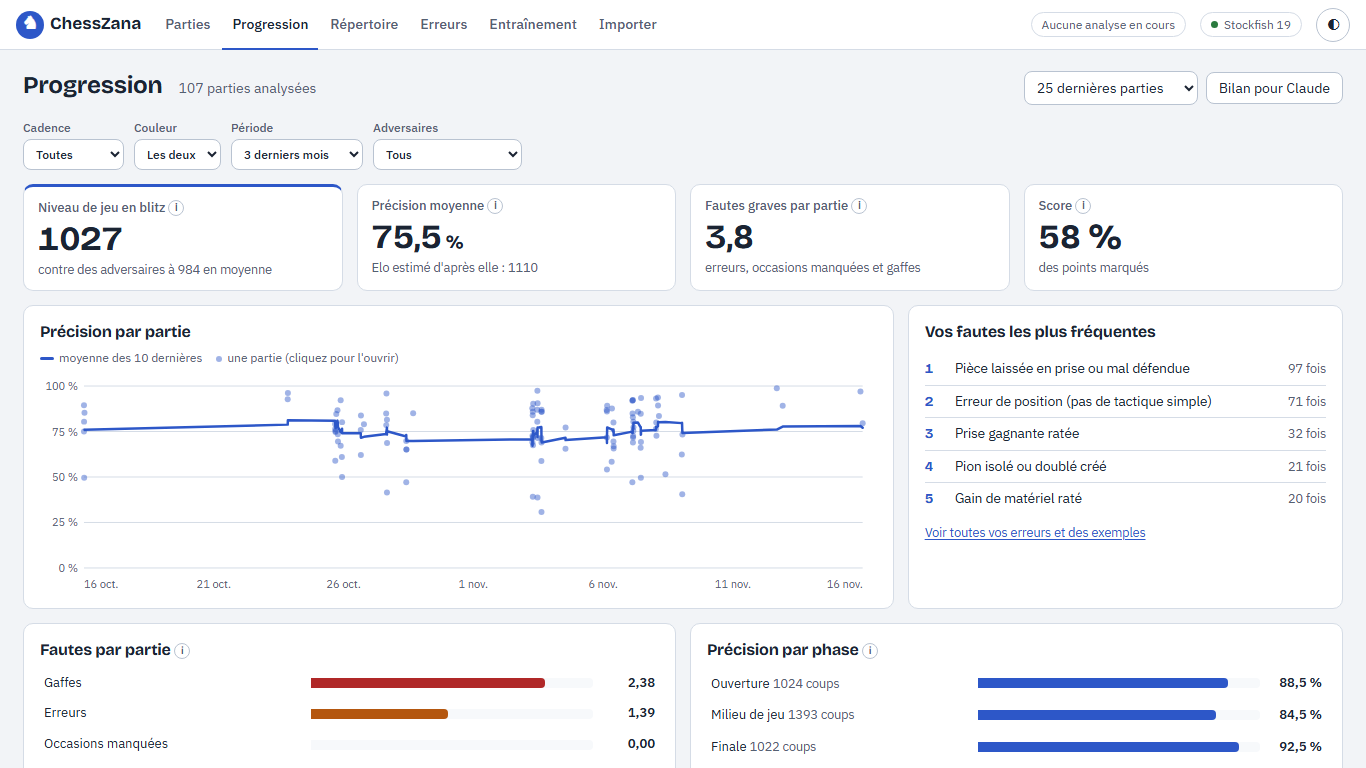 ChessZana Parties Progression Répertoire Erreurs Entraînement Importer Aucune analyse en cours Stockfish 19
Progression 107 parties analysées 25 dernières parties Bilan pour Claude
Cadence Couleur Période Adversaires
Toutes Les deux 3 derniers mois Tous
Niveau de jeu en blitz i
1027
contre des adversaires à 984 en moyenne
Précision moyenne i
75,5 %
Elo estimé d'après elle : 1110
Fautes graves par partie i
3,8
erreurs, occasions manquées et gaffes
Score i
58 %
des points marqués
Précision par partie
moyenne des 10 dernières une partie (cliquez pour l'ouvrir)
100 %
75 %
50 %
25 %
0 %
16 oct. 21 oct. 26 oct. 1 nov. 6 nov. 11 nov. 16 nov.
Vos fautes les plus fréquentes
1 Pièce laissée en prise ou mal défendue 97 fois
2 Erreur de position (pas de tactique simple) 71 fois
3 Prise gagnante ratée 32 fois
4 Pion isolé ou doublé créé 21 fois
5 Gain de matériel raté 20 fois
Voir toutes vos erreurs et des exemples
Fautes par partie i
Gaffes 2,38
Erreurs 1,39
Occasions manquées 0,00
Précision par phase i
Ouverture 1024 coups 88,5 %
Milieu de jeu 1393 coups 84,5 %
Finale 1022 coups 92,5 %